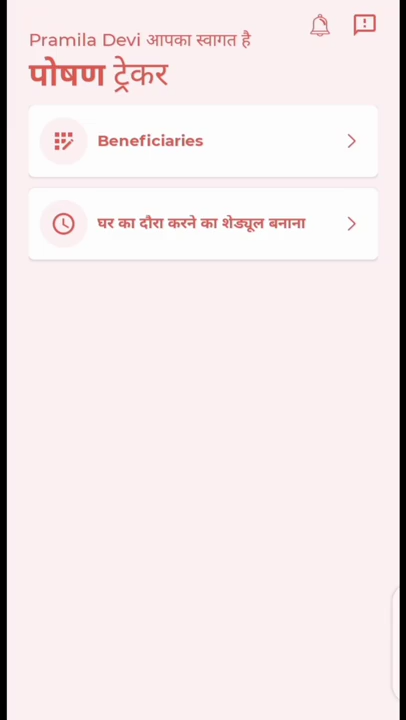 Pramila Devi आपका स्वागत है
पोषण ट्रेकर
Beneficiaries
घर का दौरा करने का शेड्यूल बनाना